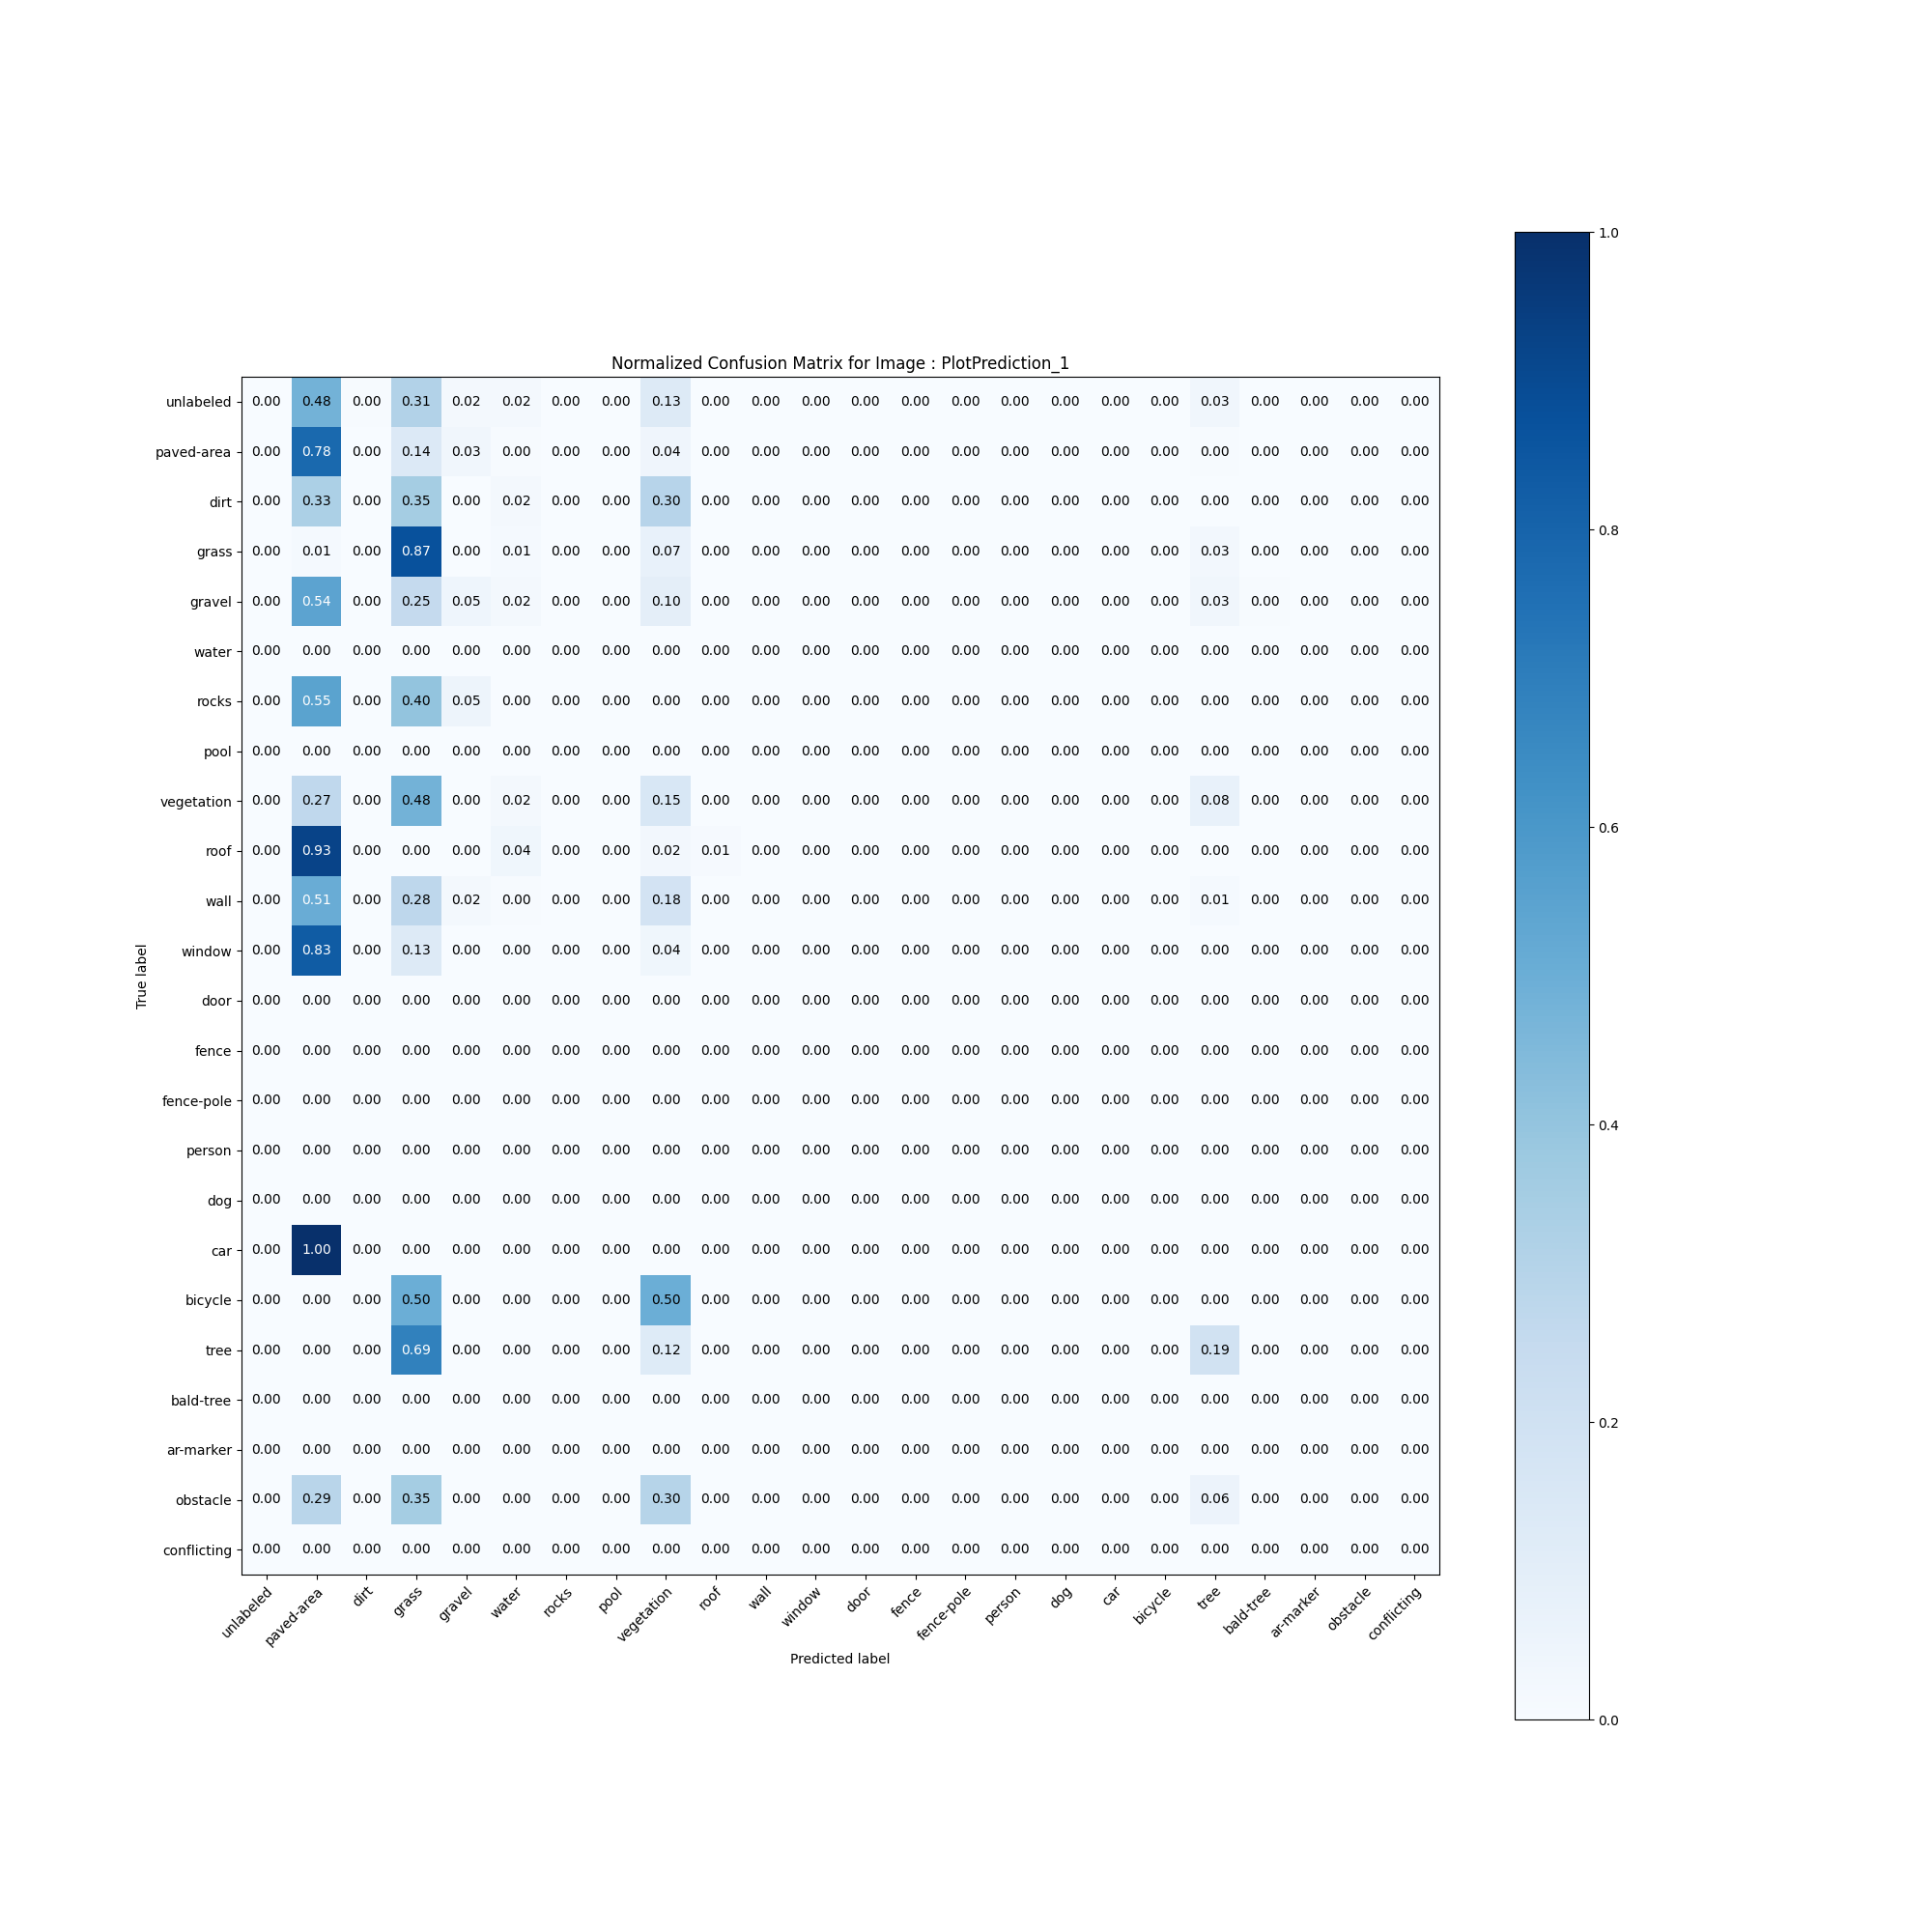 Normalized Confusion Matrix for Image : PlotPrediction_1
unlabeled 0.00 0.48 0.00 0.31 0.02 0.02 0.00 0.00 0.13 0.00 0.00 0.00 0.00 0.00 0.00 0.00 0.00 0.00 0.00 0.03 0.00 0.00 0.00 0.00
paved-area 0.00 0.78 0.00 0.14 0.03 0.00 0.00 0.00 0.04 0.00 0.00 0.00 0.00 0.00 0.00 0.00 0.00 0.00 0.00 0.00 0.00 0.00 0.00 0.00
dirt 0.00 0.33 0.00 0.35 0.00 0.02 0.00 0.00 0.30 0.00 0.00 0.00 0.00 0.00 0.00 0.00 0.00 0.00 0.00 0.00 0.00 0.00 0.00 0.00
grass 0.00 0.01 0.00 0.87 0.00 0.01 0.00 0.00 0.07 0.00 0.00 0.00 0.00 0.00 0.00 0.00 0.00 0.00 0.00 0.03 0.00 0.00 0.00 0.00
gravel 0.00 0.54 0.00 0.25 0.05 0.02 0.00 0.00 0.10 0.00 0.00 0.00 0.00 0.00 0.00 0.00 0.00 0.00 0.00 0.03 0.00 0.00 0.00 0.00
water 0.00 0.00 0.00 0.00 0.00 0.00 0.00 0.00 0.00 0.00 0.00 0.00 0.00 0.00 0.00 0.00 0.00 0.00 0.00 0.00 0.00 0.00 0.00 0.00
rocks 0.00 0.55 0.00 0.40 0.05 0.00 0.00 0.00 0.00 0.00 0.00 0.00 0.00 0.00 0.00 0.00 0.00 0.00 0.00 0.00 0.00 0.00 0.00 0.00
pool 0.00 0.00 0.00 0.00 0.00 0.00 0.00 0.00 0.00 0.00 0.00 0.00 0.00 0.00 0.00 0.00 0.00 0.00 0.00 0.00 0.00 0.00 0.00 0.00
vegetation 0.00 0.27 0.00 0.48 0.00 0.02 0.00 0.00 0.15 0.00 0.00 0.00 0.00 0.00 0.00 0.00 0.00 0.00 0.00 0.08 0.00 0.00 0.00 0.00
roof 0.00 0.93 0.00 0.00 0.00 0.04 0.00 0.00 0.02 0.01 0.00 0.00 0.00 0.00 0.00 0.00 0.00 0.00 0.00 0.00 0.00 0.00 0.00 0.00
wall 0.00 0.51 0.00 0.28 0.02 0.00 0.00 0.00 0.18 0.00 0.00 0.00 0.00 0.00 0.00 0.00 0.00 0.00 0.00 0.01 0.00 0.00 0.00 0.00
window 0.00 0.83 0.00 0.13 0.00 0.00 0.00 0.00 0.04 0.00 0.00 0.00 0.00 0.00 0.00 0.00 0.00 0.00 0.00 0.00 0.00 0.00 0.00 0.00
door 0.00 0.00 0.00 0.00 0.00 0.00 0.00 0.00 0.00 0.00 0.00 0.00 0.00 0.00 0.00 0.00 0.00 0.00 0.00 0.00 0.00 0.00 0.00 0.00
fence 0.00 0.00 0.00 0.00 0.00 0.00 0.00 0.00 0.00 0.00 0.00 0.00 0.00 0.00 0.00 0.00 0.00 0.00 0.00 0.00 0.00 0.00 0.00 0.00
fence-pole 0.00 0.00 0.00 0.00 0.00 0.00 0.00 0.00 0.00 0.00 0.00 0.00 0.00 0.00 0.00 0.00 0.00 0.00 0.00 0.00 0.00 0.00 0.00 0.00
person 0.00 0.00 0.00 0.00 0.00 0.00 0.00 0.00 0.00 0.00 0.00 0.00 0.00 0.00 0.00 0.00 0.00 0.00 0.00 0.00 0.00 0.00 0.00 0.00
dog 0.00 0.00 0.00 0.00 0.00 0.00 0.00 0.00 0.00 0.00 0.00 0.00 0.00 0.00 0.00 0.00 0.00 0.00 0.00 0.00 0.00 0.00 0.00 0.00
car 0.00 1.00 0.00 0.00 0.00 0.00 0.00 0.00 0.00 0.00 0.00 0.00 0.00 0.00 0.00 0.00 0.00 0.00 0.00 0.00 0.00 0.00 0.00 0.00
bicycle 0.00 0.00 0.00 0.50 0.00 0.00 0.00 0.00 0.50 0.00 0.00 0.00 0.00 0.00 0.00 0.00 0.00 0.00 0.00 0.00 0.00 0.00 0.00 0.00
tree 0.00 0.00 0.00 0.69 0.00 0.00 0.00 0.00 0.12 0.00 0.00 0.00 0.00 0.00 0.00 0.00 0.00 0.00 0.00 0.19 0.00 0.00 0.00 0.00
bald-tree 0.00 0.00 0.00 0.00 0.00 0.00 0.00 0.00 0.00 0.00 0.00 0.00 0.00 0.00 0.00 0.00 0.00 0.00 0.00 0.00 0.00 0.00 0.00 0.00
ar-marker 0.00 0.00 0.00 0.00 0.00 0.00 0.00 0.00 0.00 0.00 0.00 0.00 0.00 0.00 0.00 0.00 0.00 0.00 0.00 0.00 0.00 0.00 0.00 0.00
obstacle 0.00 0.29 0.00 0.35 0.00 0.00 0.00 0.00 0.30 0.00 0.00 0.00 0.00 0.00 0.00 0.00 0.00 0.00 0.00 0.06 0.00 0.00 0.00 0.00
conflicting 0.00 0.00 0.00 0.00 0.00 0.00 0.00 0.00 0.00 0.00 0.00 0.00 0.00 0.00 0.00 0.00 0.00 0.00 0.00 0.00 0.00 0.00 0.00 0.00
True label
unlabeled paved-area dirt grass gravel water rocks pool vegetation roof wall window door fence fence-pole person dog car bicycle tree bald-tree ar-marker obstacle conflicting
Predicted label
1.0
0.8
0.6
0.4
0.2
0.0